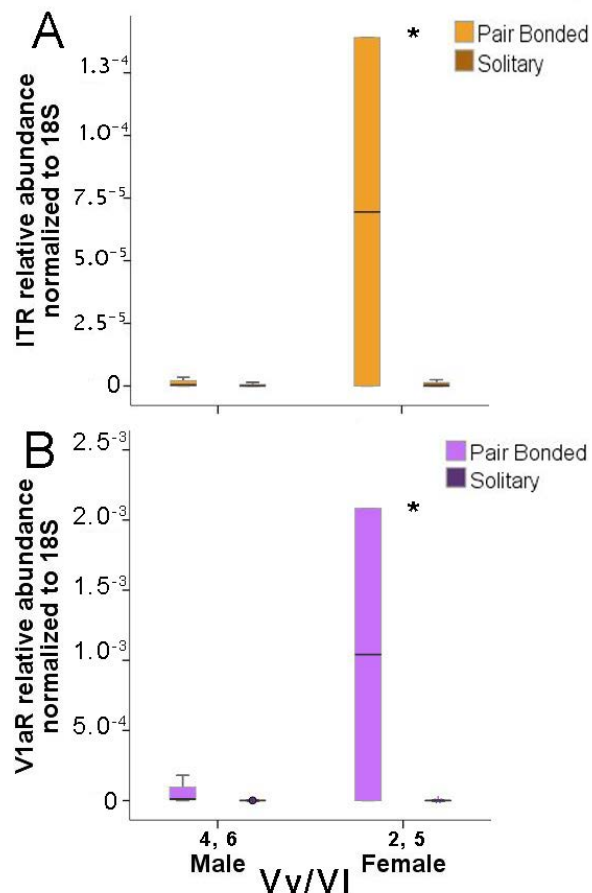 A
Pair Bonded
Solitary
ITR relative abundance
normalized to 18S
1.3⁻⁴
1.0⁻⁴
7.5⁻⁵
5.0⁻⁵
2.5⁻⁵
0
*
B
Pair Bonded
Solitary
V1aR relative abundance
normalized to 18S
2.5⁻³
2.0⁻³
1.5⁻³
1.0⁻³
5.0⁻⁴
0
*
4, 6 2, 5
Male Female
Vv/Vl